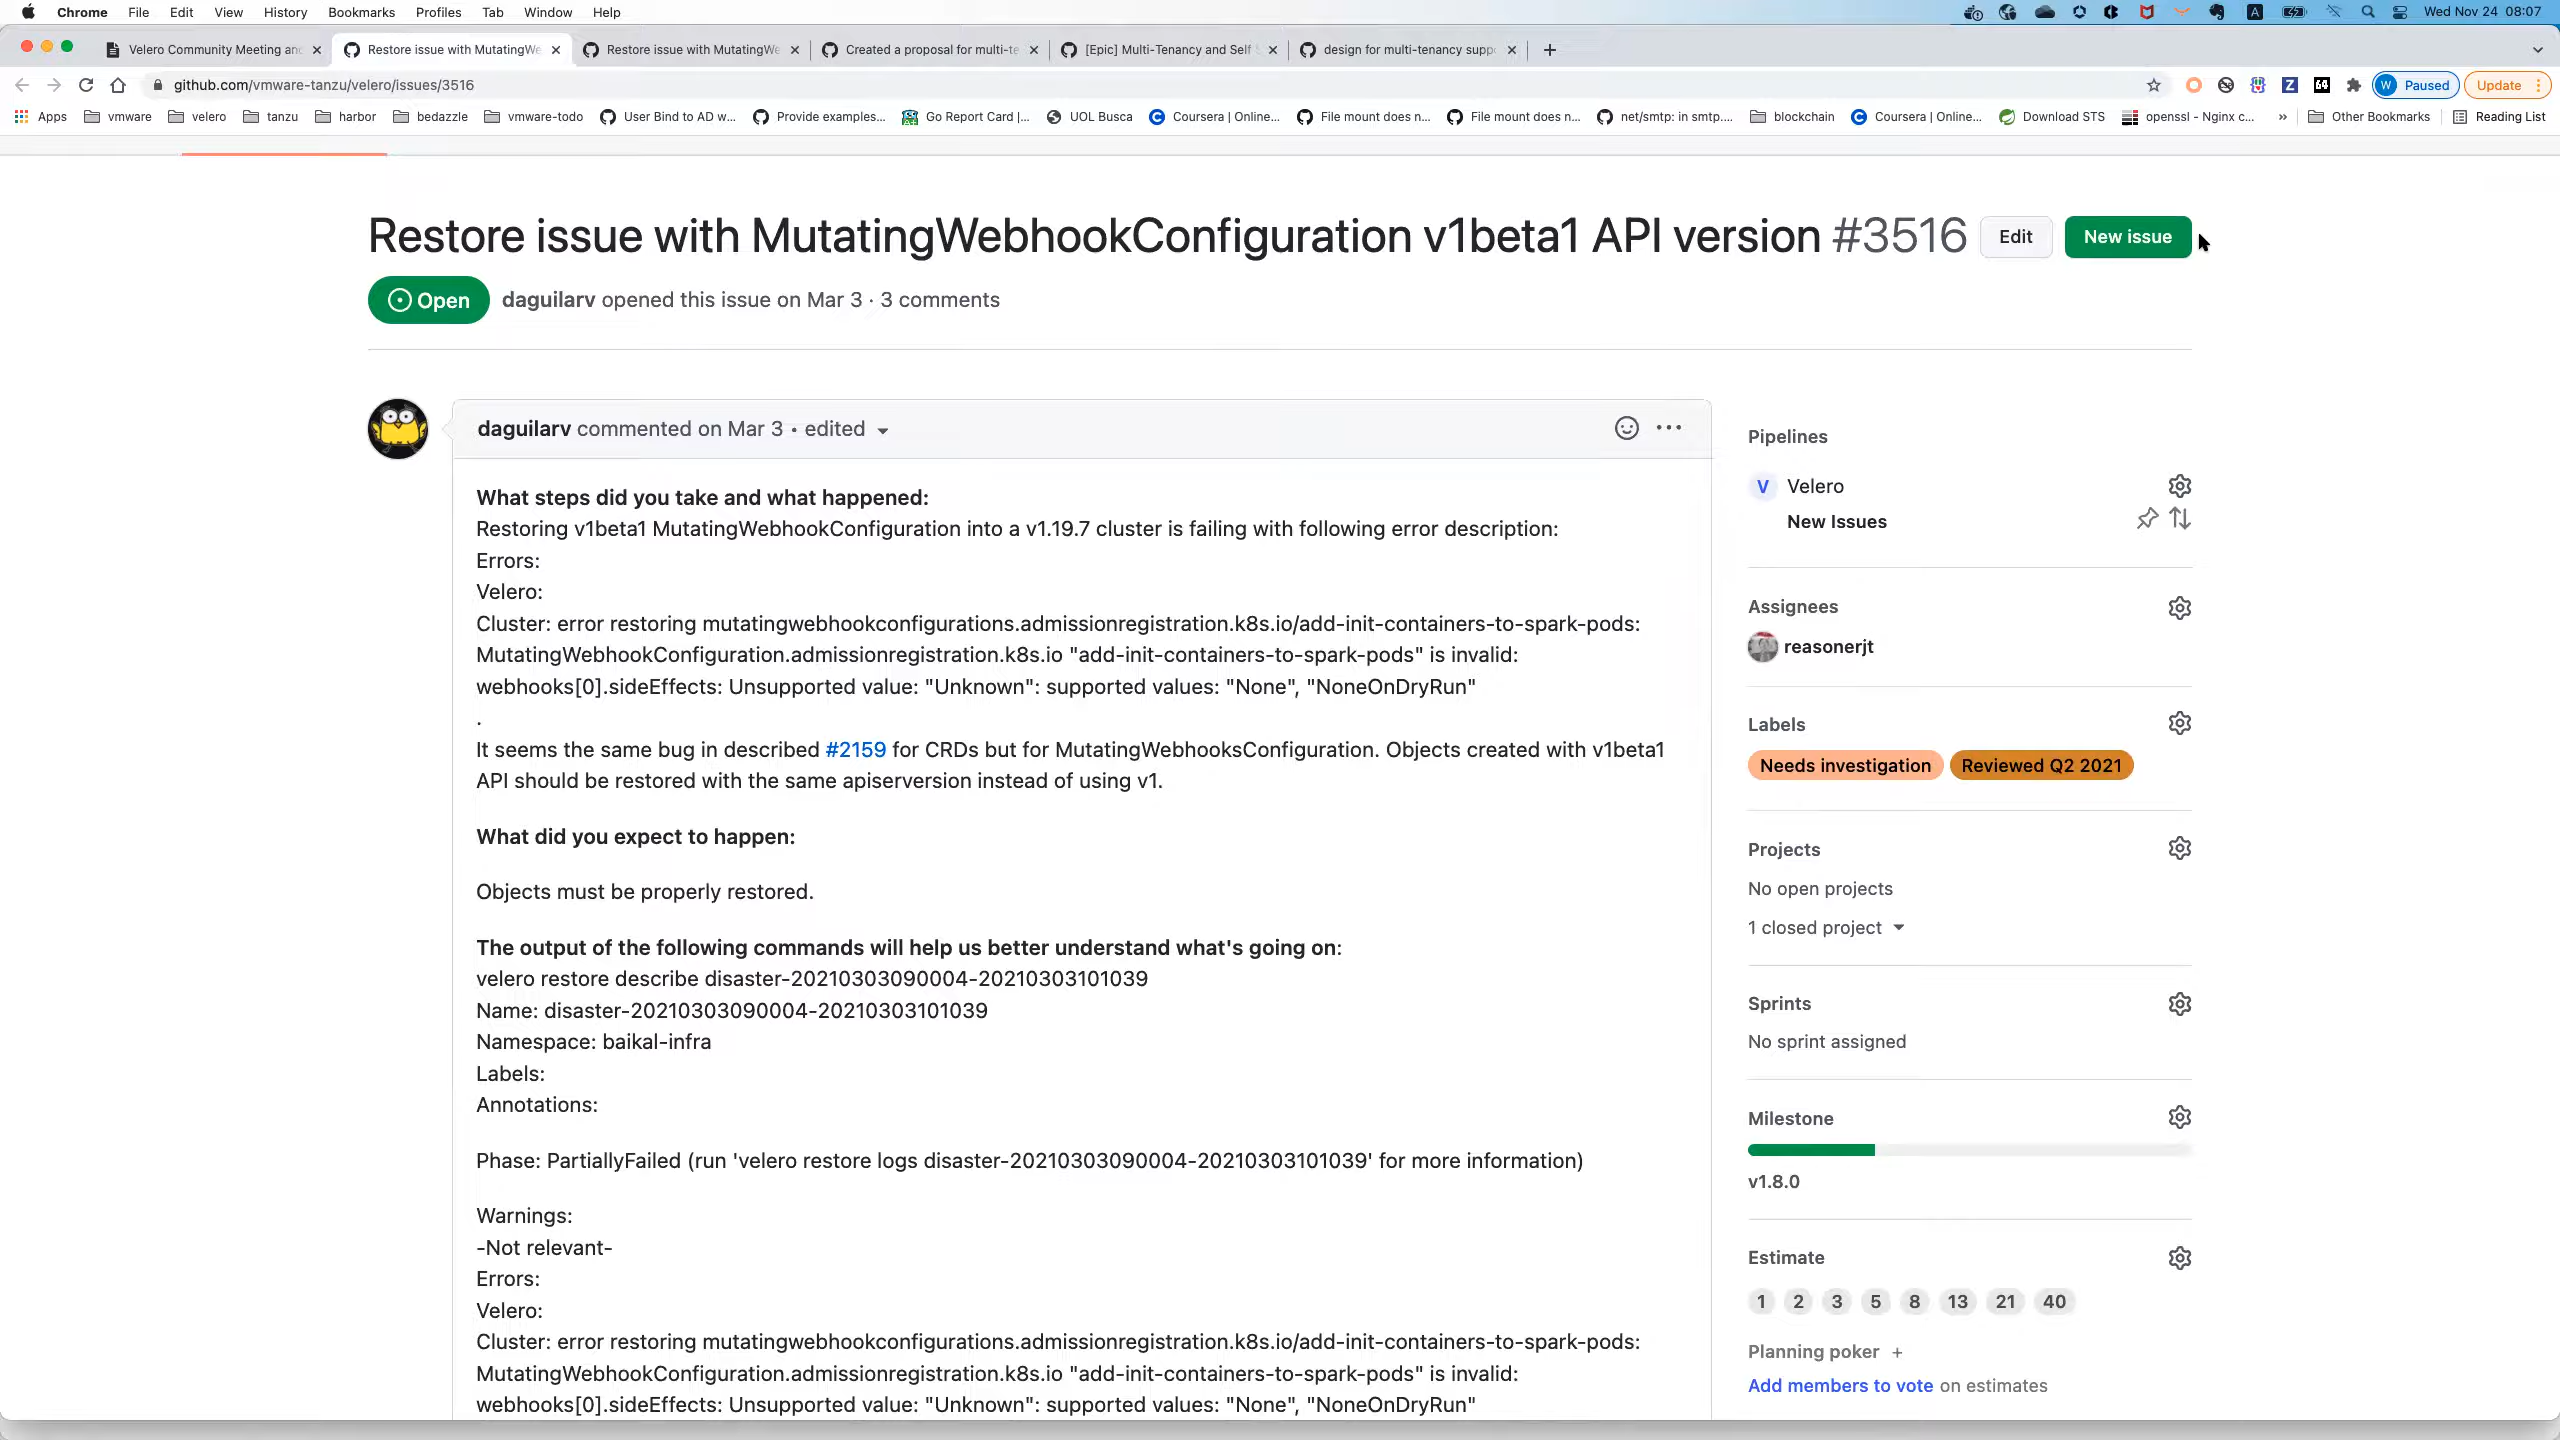 Chrome File Edit View History Bookmarks Profiles Tab Window Help
A
Wed Nov 24 08:07
Velero Community Meeting and
Restore issue with MutatingWe
Restore issue with MutatingWe
Created a proposal for multi-te
[Epic] Multi-Tenancy and Self
design for multi-tenancy suppo
github.com/vmware-tanzu/velero/issues/3516
W Paused
Update
Apps vmware velero tanzu harbor bedazzle vmware-todo User Bind to AD w... Provide examples... Go Report Card |... UOL Busca Coursera | Online... File mount does n... File mount does n... net/smtp: in smtp.... blockchain Coursera | Online... Download STS openssl - Nginx c... » Other Bookmarks Reading List
Restore issue with MutatingWebhookConfiguration v1beta1 API version #3516
Edit
New issue
Open
daguilarv opened this issue on Mar 3 · 3 comments
daguilarv commented on Mar 3 • edited
What steps did you take and what happened:
Restoring v1beta1 MutatingWebhookConfiguration into a v1.19.7 cluster is failing with following error description:
Errors:
Velero:
Cluster: error restoring mutatingwebhookconfigurations.admissionregistration.k8s.io/add-init-containers-to-spark-pods:
MutatingWebhookConfiguration.admissionregistration.k8s.io "add-init-containers-to-spark-pods" is invalid:
webhooks[0].sideEffects: Unsupported value: "Unknown": supported values: "None", "NoneOnDryRun"
.
It seems the same bug in described #2159 for CRDs but for MutatingWebhooksConfiguration. Objects created with v1beta1
API should be restored with the same apiserversion instead of using v1.
What did you expect to happen:
Objects must be properly restored.
The output of the following commands will help us better understand what's going on:
velero restore describe disaster-20210303090004-20210303101039
Name: disaster-20210303090004-20210303101039
Namespace: baikal-infra
Labels:
Annotations:
Phase: PartiallyFailed (run 'velero restore logs disaster-20210303090004-20210303101039' for more information)
Warnings:
-Not relevant-
Errors:
Velero:
Cluster: error restoring mutatingwebhookconfigurations.admissionregistration.k8s.io/add-init-containers-to-spark-pods:
MutatingWebhookConfiguration.admissionregistration.k8s.io "add-init-containers-to-spark-pods" is invalid:
webhooks[0].sideEffects: Unsupported value: "Unknown": supported values: "None", "NoneOnDryRun"
Pipelines
V Velero
New Issues
Assignees
reasonerjt
Labels
Needs investigation
Reviewed Q2 2021
Projects
No open projects
1 closed project
Sprints
No sprint assigned
Milestone
v1.8.0
Estimate
1 2 3 5 8 13 21 40
Planning poker +
Add members to vote on estimates